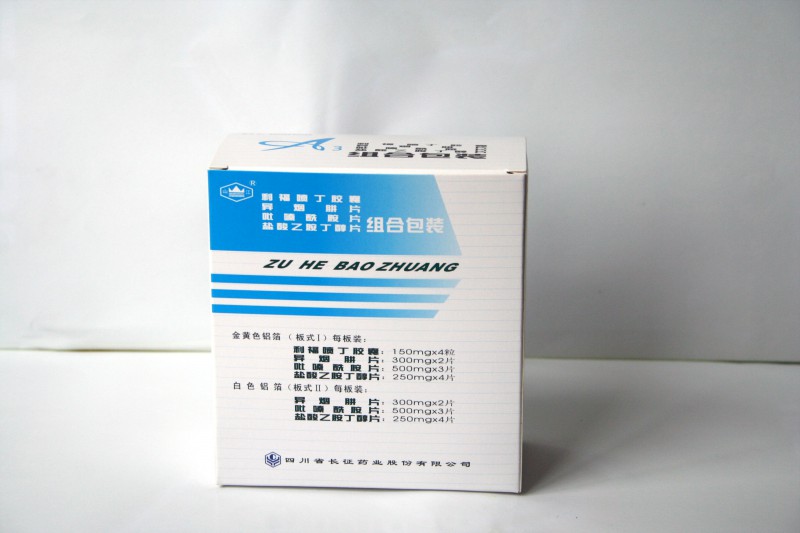 A3
组合包装
R
利福喷丁胶囊
异烟肼片
吡嗪酰胺片
盐酸乙胺丁醇片 组合包装
ZU HE BAO ZHUANG
金黄色铝箔（板式Ⅰ）每板装：
利福喷丁胶囊：150mgx4粒
异烟肼片：300mgx2片
吡嗪酰胺片：500mgx3片
盐酸乙胺丁醇片：250mgx4片
白色铝箔（板式Ⅱ）每板装：
异烟肼片：300mgx2片
吡嗪酰胺片：500mgx3片
盐酸乙胺丁醇片：250mgx4片
四川省长征药业股份有限公司